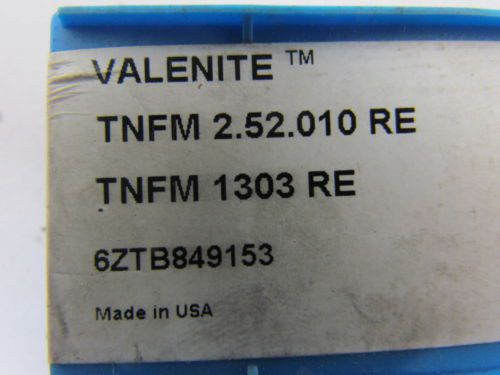 VALENITE ™
TNFM 2.52.010 RE
TNFM 1303 RE
6ZTB849153
Made in USA